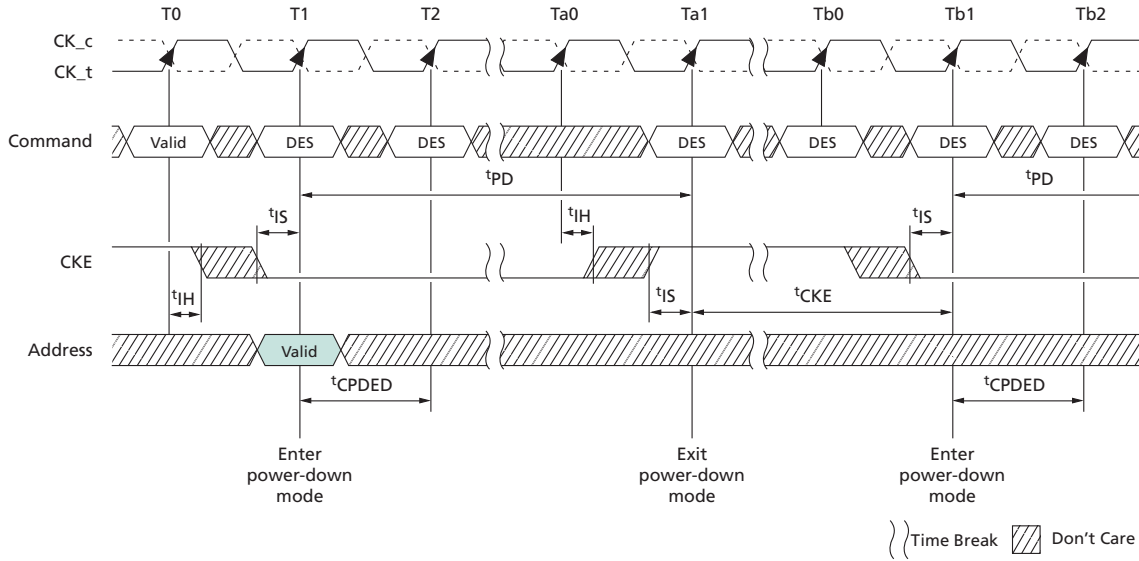 T0 T1 T2 Ta0 Ta1 Tb0 Tb1 Tb2
CK_c
CK_t
Command Valid DES DES DES DES DES DES
tPD tPD
tIS tIH tIS
CKE
tIH tIS tCKE
Address Valid
tCPDED tCPDED
Enter power-down mode
Exit power-down mode
Enter power-down mode
Time Break Don't Care